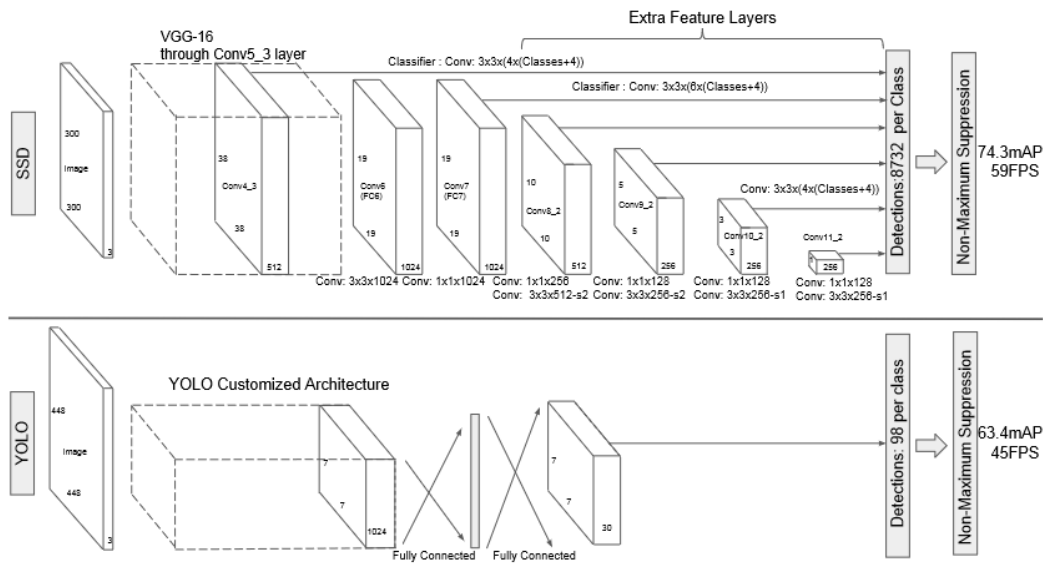 Extra Feature Layers
VGG-16
through Conv5_3 layer
Classifier : Conv: 3x3x(4x(Classes+4))
Classifier : Conv: 3x3x(6x(Classes+4))
Conv: 3x3x(4x(Classes+4))
SSD
300
Image
300
3
38
Conv4_3
38
512
19
Conv6
(FC6)
19
1024
19
Conv7
(FC7)
19
1024
10
Conv8_2
10
512
5
Conv9_2
5
256
3
Conv10_2
3
256
Conv11_2
256
Conv: 3x3x1024
Conv: 1x1x1024
Conv: 1x1x256
Conv: 3x3x512-s2
Conv: 1x1x128
Conv: 3x3x256-s2
Conv: 1x1x128
Conv: 3x3x256-s1
Conv: 1x1x128
Conv: 3x3x256-s1
Detections:8732 per Class
Non-Maximum Suppression
74.3mAP
59FPS
YOLO
448
Image
448
3
YOLO Customized Architecture
7
7
1024
Fully Connected
Fully Connected
7
7
30
Detections: 98 per class
Non-Maximum Suppression
63.4mAP
45FPS